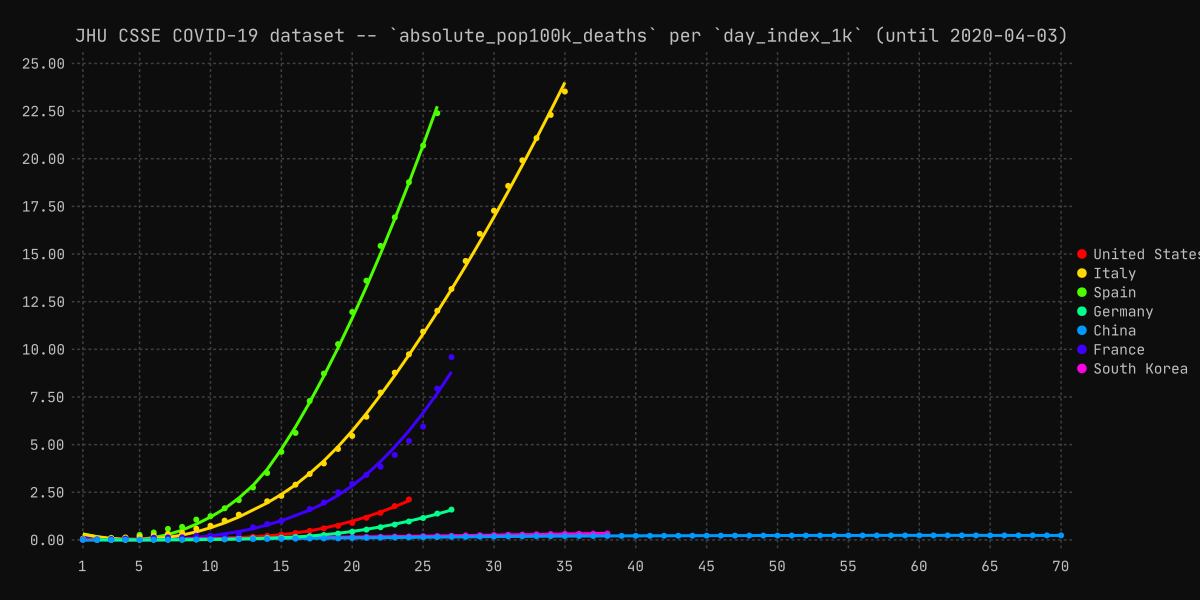 JHU CSSE COVID-19 dataset -- `absolute_pop100k_deaths` per `day_index_1k` (until 2020-04-03)
25.00
22.50
20.00
17.50
15.00
12.50
10.00
7.50
5.00
2.50
0.00
1 5 10 15 20 25 30 35 40 45 50 55 60 65 70
United States
Italy
Spain
Germany
China
France
South Korea